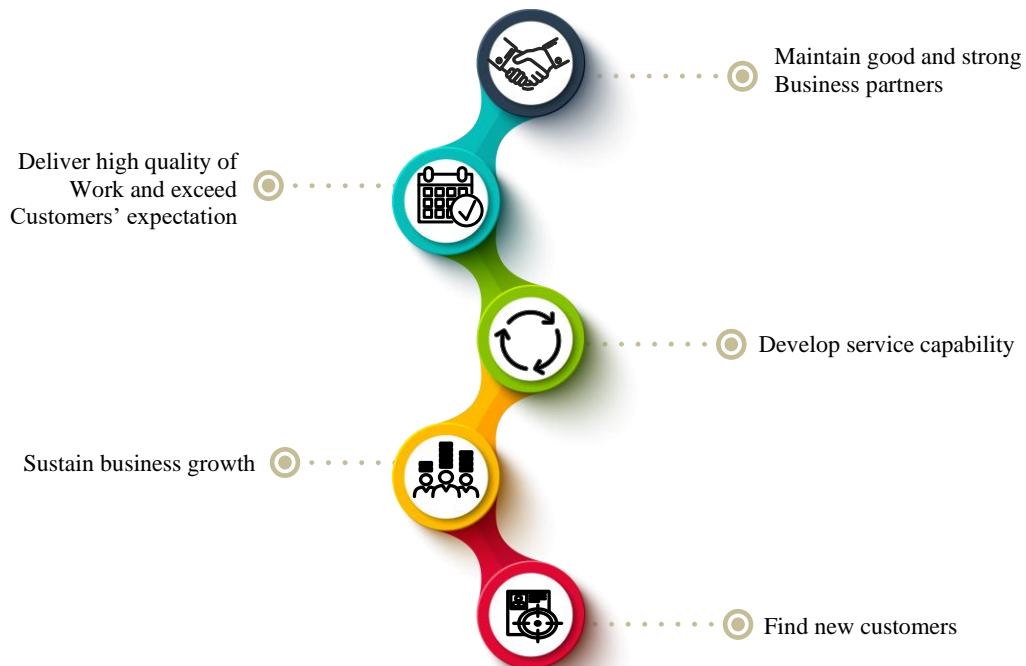 Maintain good and strong
Business partners
Deliver high quality of
Work and exceed
Customers’ expectation
Develop service capability
Sustain business growth
Find new customers